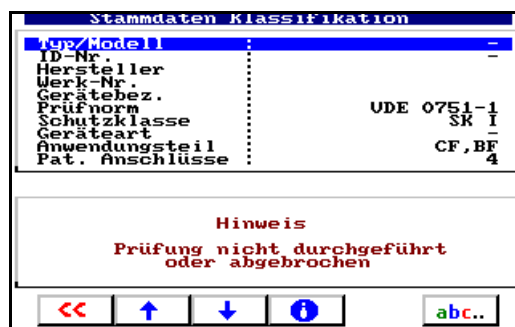 Stammdaten Klassifikation
Typ/Modell : -
ID-Nr. : -
Hersteller :
Werk-Nr. :
Gerätebez. :
Prüfnorm : VDE 0751-1
Schutzklasse : SK I
Geräteart : -
Anwendungsteil : CF,BF
Pat. Anschlüsse : 4
Hinweis
Prüfung nicht durchgeführt
oder abgebrochen
<< abc..